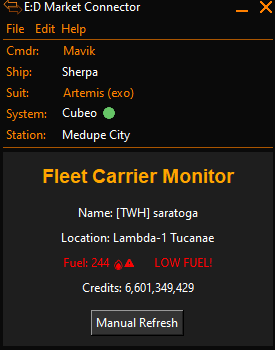 E:D Market Connector
File Edit Help
Cmdr: Mavik
Ship: Sherpa
Suit: Artemis (exo)
System: Cubeo
Station: Medupe City
Fleet Carrier Monitor
Name: [TWH] saratoga
Location: Lambda-1 Tucanae
Fuel: 244 LOW FUEL!
Credits: 6,601,349,429
Manual Refresh